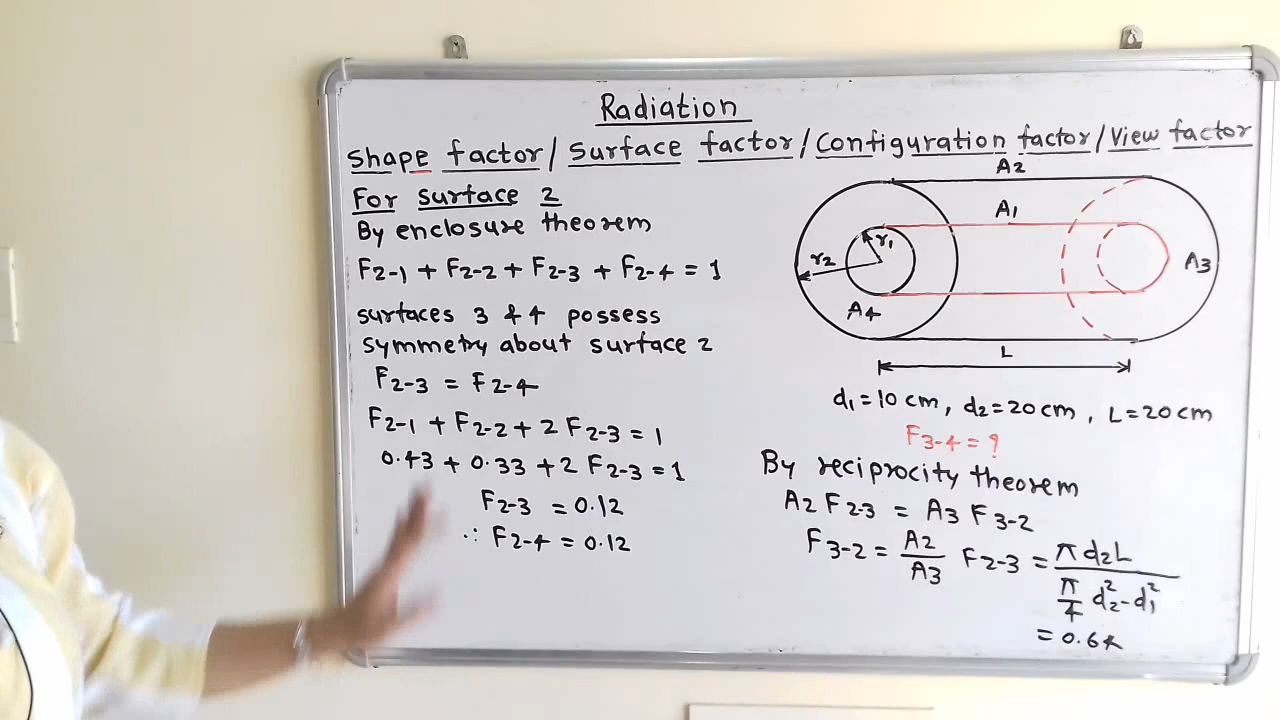 Radiation
Shape factor / Surface factor / Configuration factor / View factor
For surface 2
By enclosure theorem
F2-1 + F2-2 + F2-3 + F2-4 = 1
surfaces 3 & 4 possess
symmetry about surface 2
F2-3 = F2-4
F2-1 + F2-2 + 2 F2-3 = 1
0.43 + 0.33 + 2 F2-3 = 1
F2-3 = 0.12
∴ F2-4 = 0.12
A2
A1
r1
r2
A3
A4
L
d1 = 10 cm, d2 = 20 cm, L = 20 cm
F3-4 = ?
By reciprocity theorem
A2 F2-3 = A3 F3-2
F3-2 = A2/A3 F2-3 = π d2 L / π/4 d2² - d1²
= 0.64